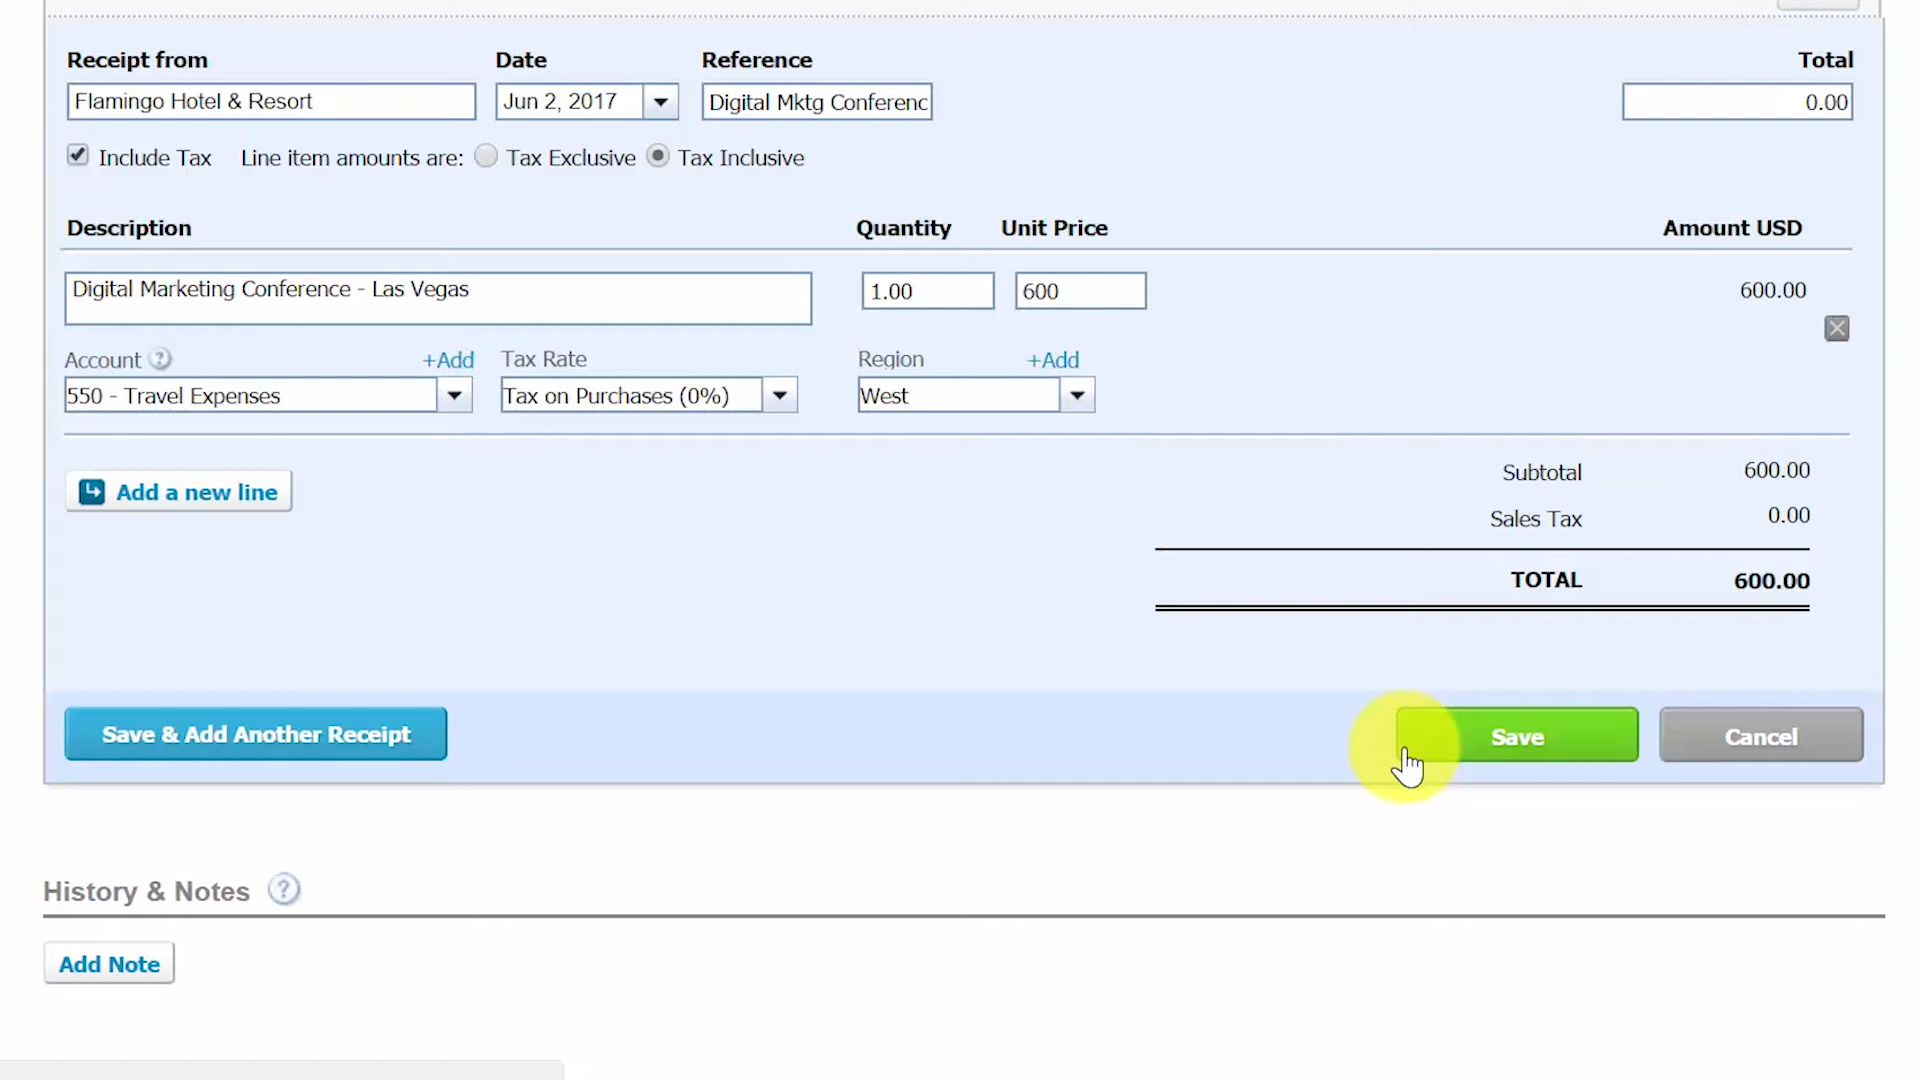 Receipt from Date Reference Total
Flamingo Hotel & Resort Jun 2, 2017 Digital Mktg Conferenc 0.00
Include Tax Line item amounts are: Tax Exclusive Tax Inclusive
Description Quantity Unit Price Amount USD
Digital Marketing Conference - Las Vegas 1.00 600 600.00
Account ? +Add Tax Rate Region +Add
550 - Travel Expenses Tax on Purchases (0%) West
Add a new line
Subtotal 600.00
Sales Tax 0.00
TOTAL 600.00
Save & Add Another Receipt Save Cancel
History & Notes ?
Add Note